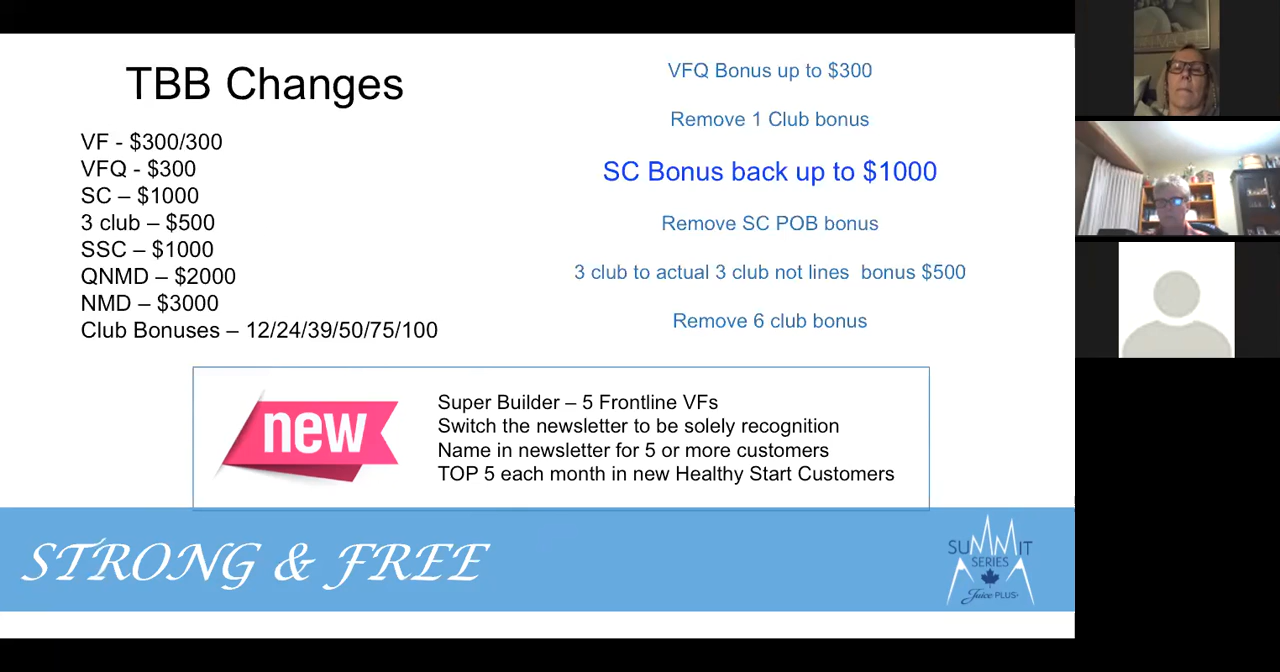 TBB Changes
VF - $300/300
VFQ - $300
SC – $1000
3 club – $500
SSC – $1000
QNMD – $2000
NMD – $3000
Club Bonuses – 12/24/39/50/75/100
VFQ Bonus up to $300
Remove 1 Club bonus
SC Bonus back up to $1000
Remove SC POB bonus
3 club to actual 3 club not lines  bonus $500
Remove 6 club bonus
new
Super Builder – 5 Frontline VFs
Switch the newsletter to be solely recognition
Name in newsletter for 5 or more customers
TOP 5 each month in new Healthy Start Customers
STRONG & FREE
SUMMIT
SERIES
Juice PLUS+